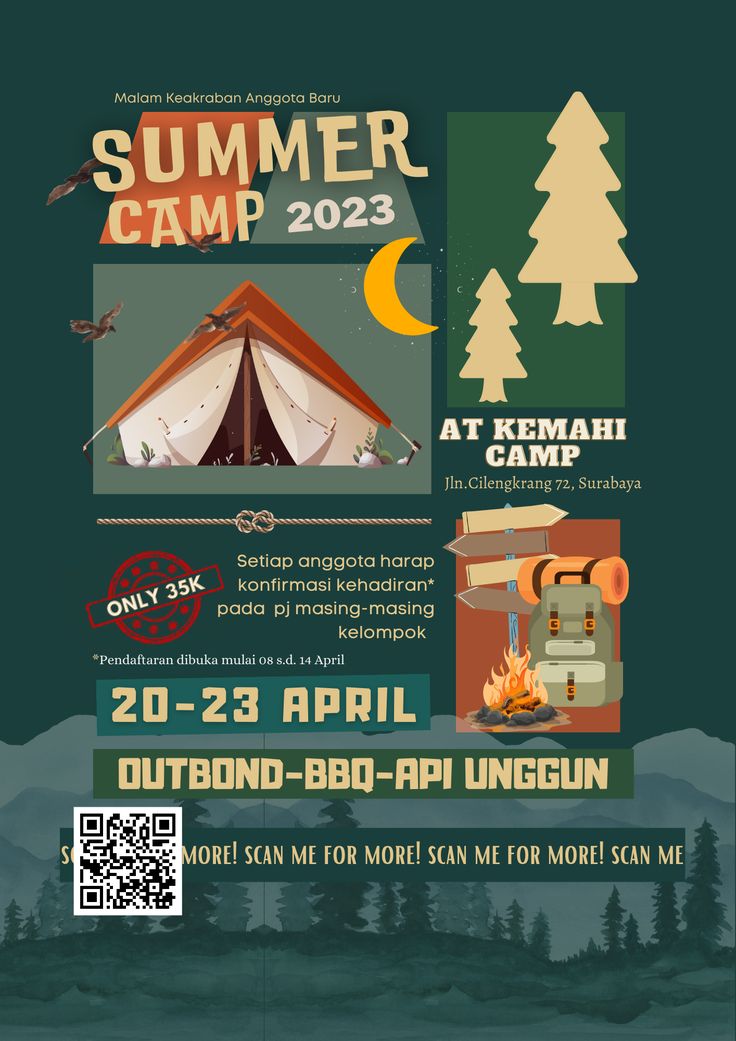 Malam Keakraban Anggota Baru
SUMMER
CAMP 2023
AT KEMAHI
CAMP
Jln.Cilengkrang 72, Surabaya
ONLY 35K
Setiap anggota harap
konfirmasi kehadiran*
pada pj masing-masing
kelompok
*Pendaftaran dibuka mulai 08 s.d. 14 April
20-23 APRIL
OUTBOND-BBQ-API UNGGUN
MORE! SCAN ME FOR MORE! SCAN ME FOR MORE! SCAN ME